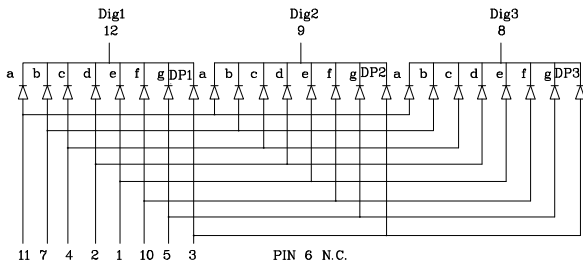 Dig1 Dig2 Dig3
12 9 8
a b c d e f g DP1 a b c d e f g DP2 a b c d e f g DP3
11 7 4 2 1 10 5 3 PIN 6 N.C.